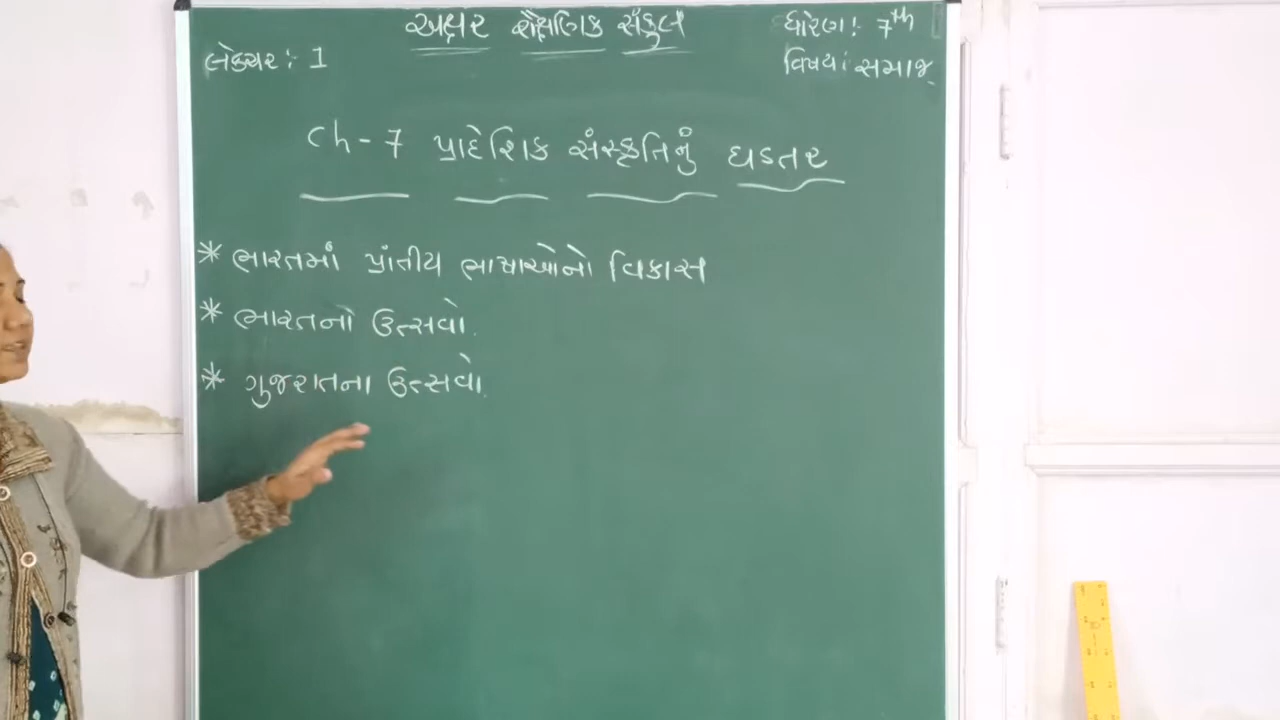 અક્ષર શૈક્ષણિક સંકુલ
ધોરણ: 7th
લેક્ચર: 1
વિષય: સમાજ
Ch-7 પ્રાદેશિક સંસ્કૃતિનું ઘડતર
* ભારતમાં પ્રાંતીય ભાષાઓનો વિકાસ
* ભારતનો ઉત્સવો.
* ગુજરાતના ઉત્સવો.